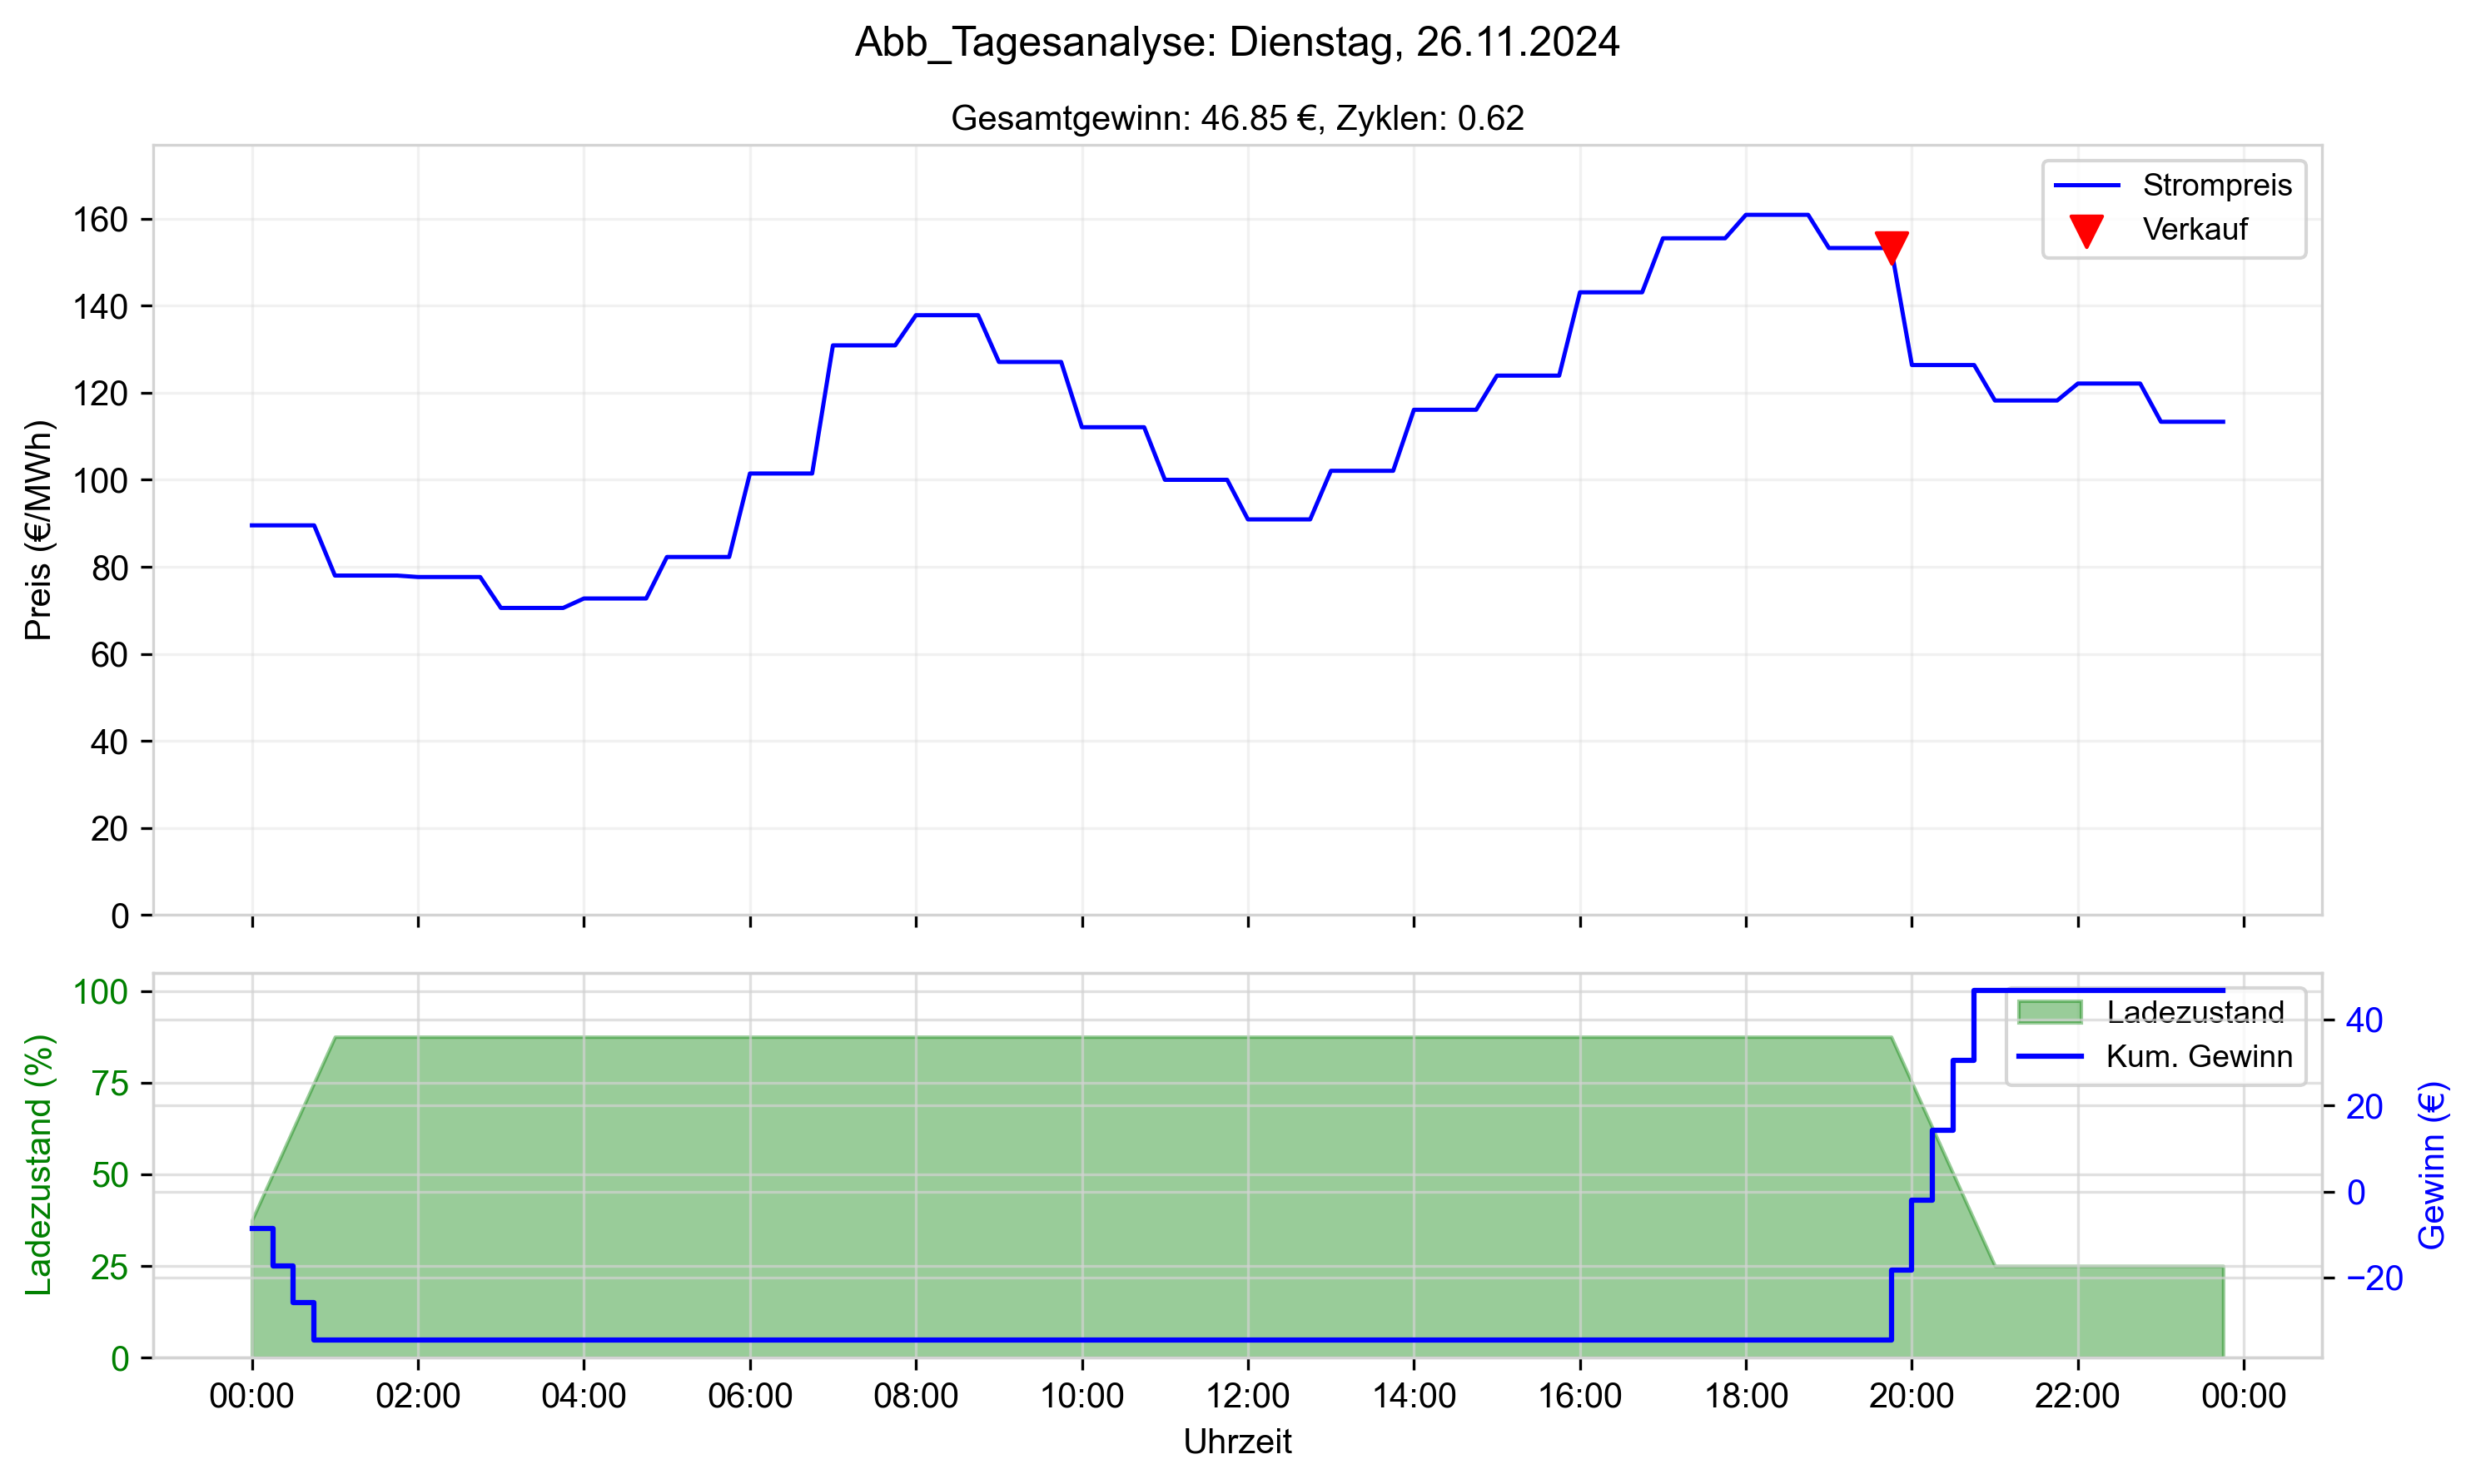 Abb_Tagesanalyse: Dienstag, 26.11.2024
Gesamtgewinn: 46.85 €, Zyklen: 0.62
Preis (€/MWh)
160
140
120
100
80
60
40
20
0
Strompreis
Verkauf
Ladezustand (%)
100
75
50
25
0
Ladezustand
Kum. Gewinn
40
20
0
−20
Gewinn (€)
00:00 02:00 04:00 06:00 08:00 10:00 12:00 14:00 16:00 18:00 20:00 22:00 00:00
Uhrzeit